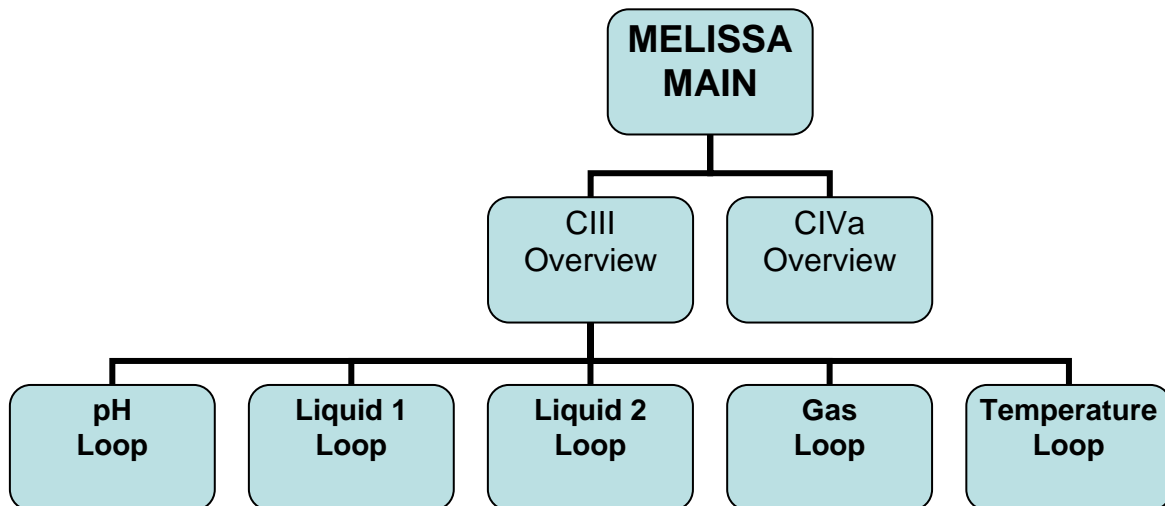 MELISSA
MAIN
CIII
Overview
CIVa
Overview
pH
Loop
Liquid 1
Loop
Liquid 2
Loop
Gas
Loop
Temperature
Loop